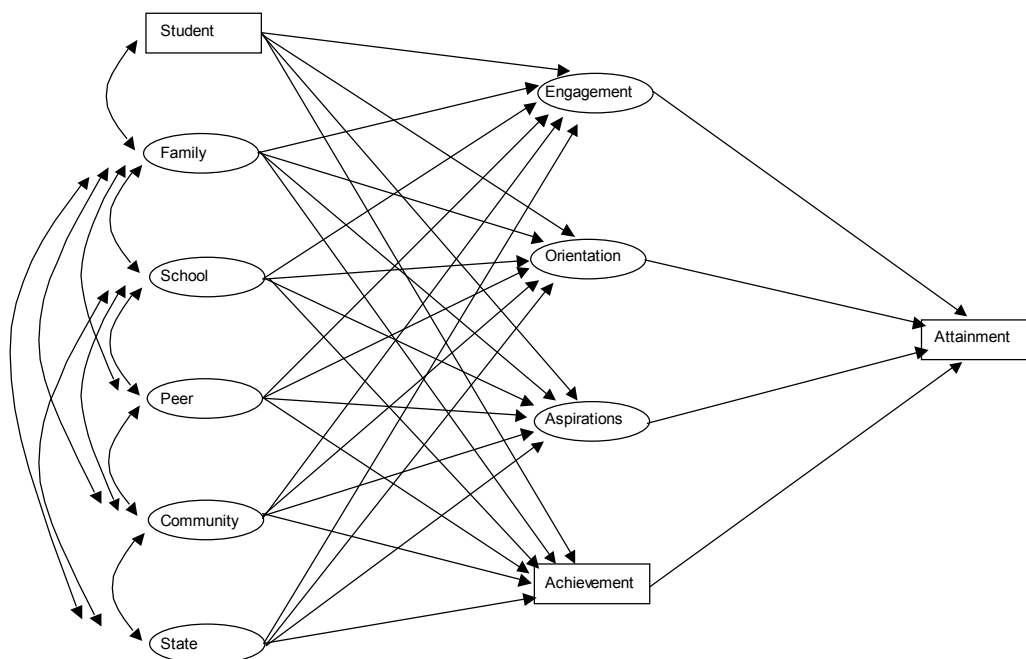 Student
Engagement
Family
Orientation
School
Attainment
Peer
Aspirations
Community
Achievement
State